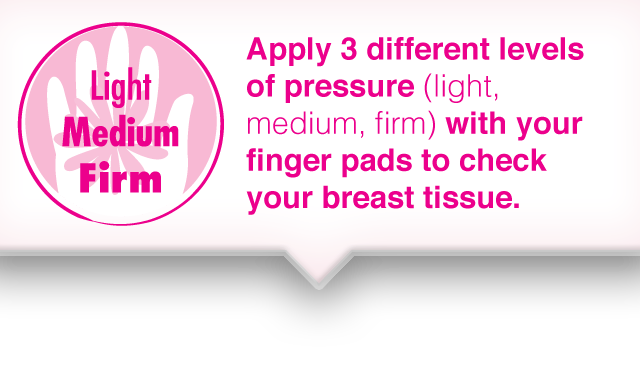 Light
Medium
Firm
Apply 3 different levels
of pressure (light,
medium, firm) with your
finger pads to check
your breast tissue.